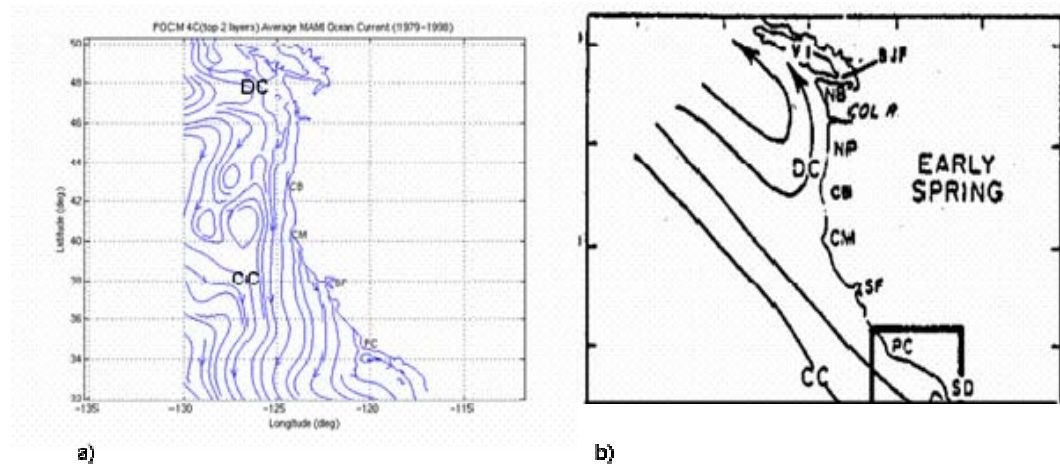 POCM 4C(top 2 layers) Average MAMJ Ocean Current (1979-1998)
50
48
46
44
42
40
38
36
34
32
-135
-130
-125
-120
-115
Latitude (deg)
Longitude (deg)
DC
CB
CM
CC
SF
PC
a)
VI
SJF
NB
COL R
NP
DC
CB
EARLY
SPRING
CM
SF
PC
CC
SD
b)